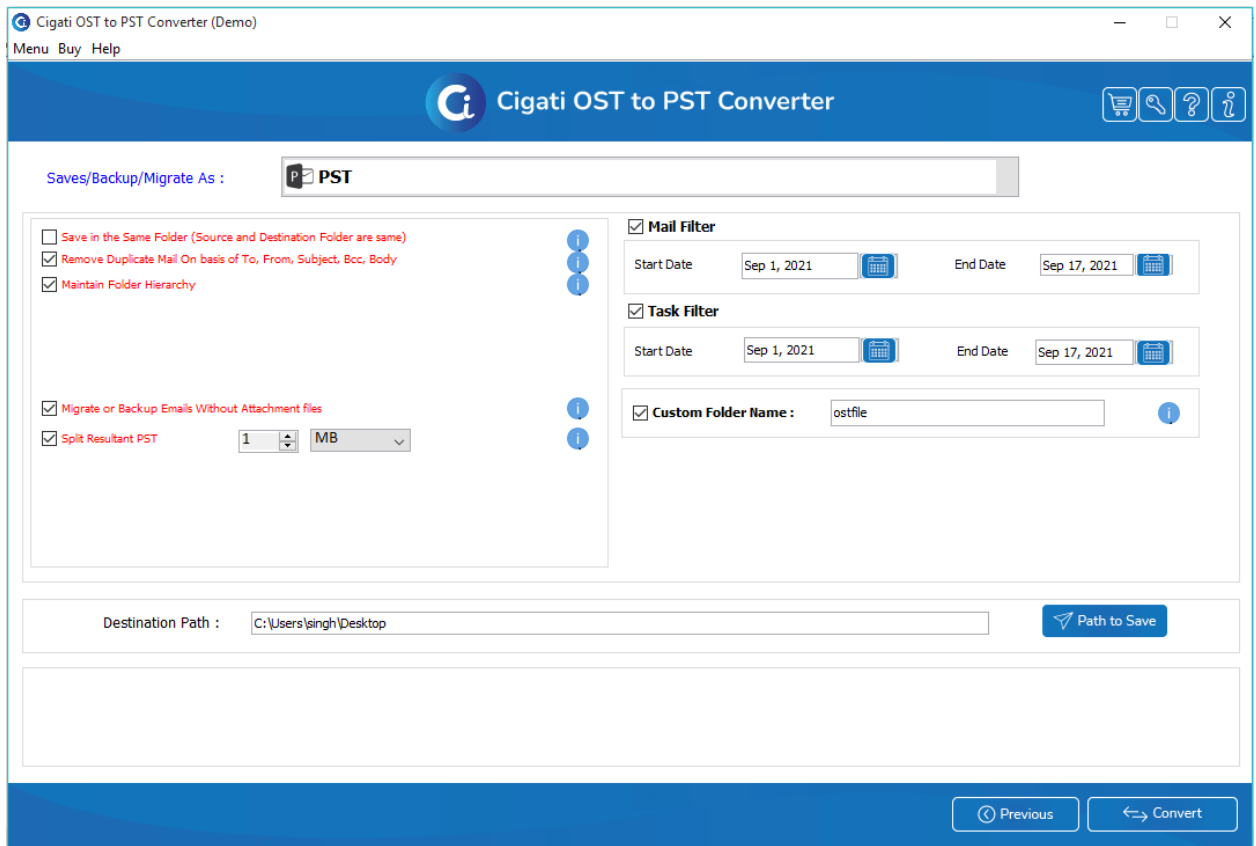 Cigati OST to PST Converter (Demo)
Menu Buy Help
Cigati OST to PST Converter
Saves/Backup/Migrate As :
PST
Save in the Same Folder (Source and Destination Folder are same)
Remove Duplicate Mail On basis of To, From, Subject, Bcc, Body
Maintain Folder Hierarchy
Migrate or Backup Emails Without Attachment files
Split Resultant PST 1 MB
Mail Filter
Start Date Sep 1, 2021 End Date Sep 17, 2021
Task Filter
Start Date Sep 1, 2021 End Date Sep 17, 2021
Custom Folder Name : ostfile
Destination Path : C:\Users\singh\Desktop Path to Save
Previous Convert